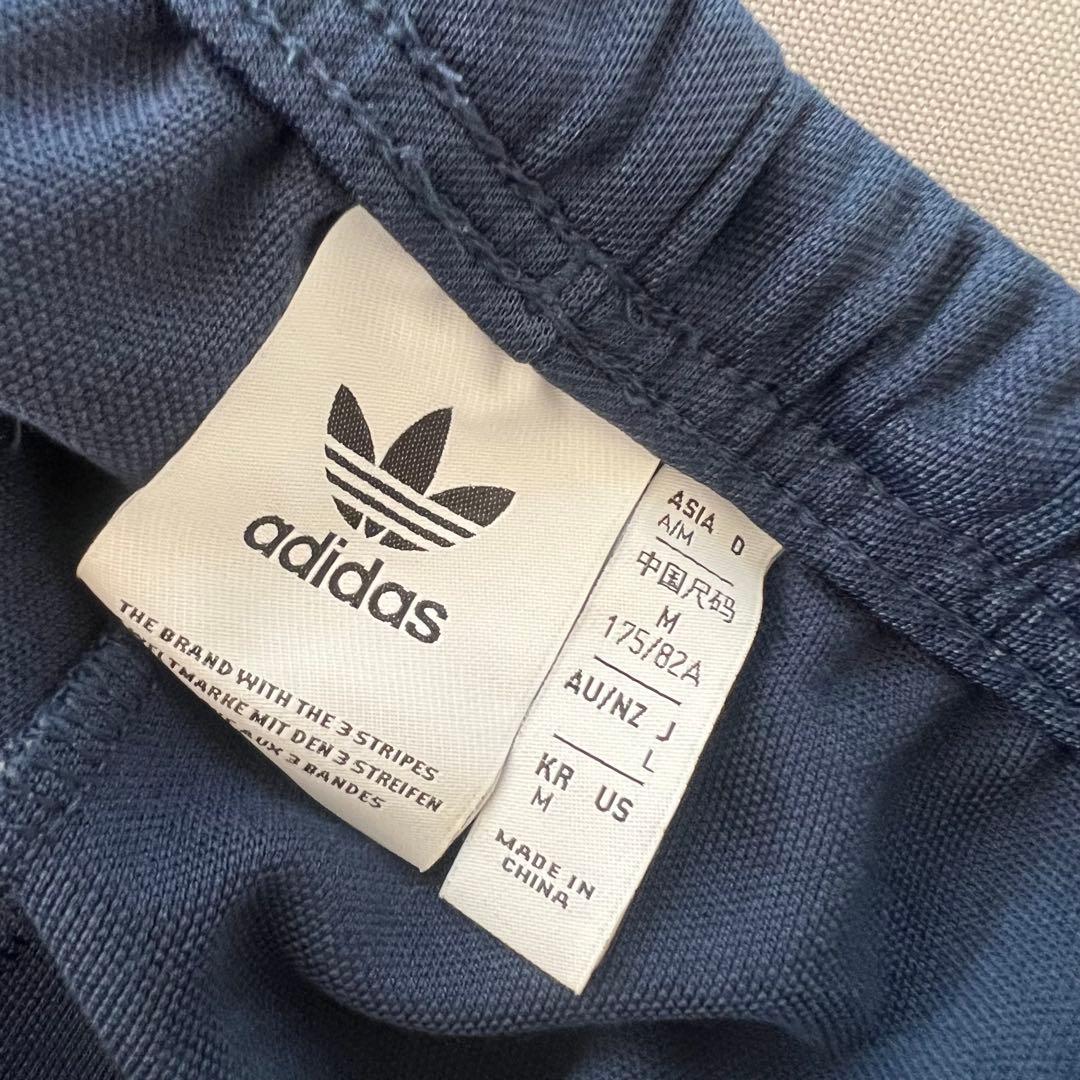 adidas
THE BRAND WITH THE 3 STRIPES
MARKE MIT DEN 3 STREIFEN
AUX 3 BANDES
ASIA D
A/M
中国尺码
M
175/82A
AU/NZ J
L
KR US
M
MADE IN
CHINA